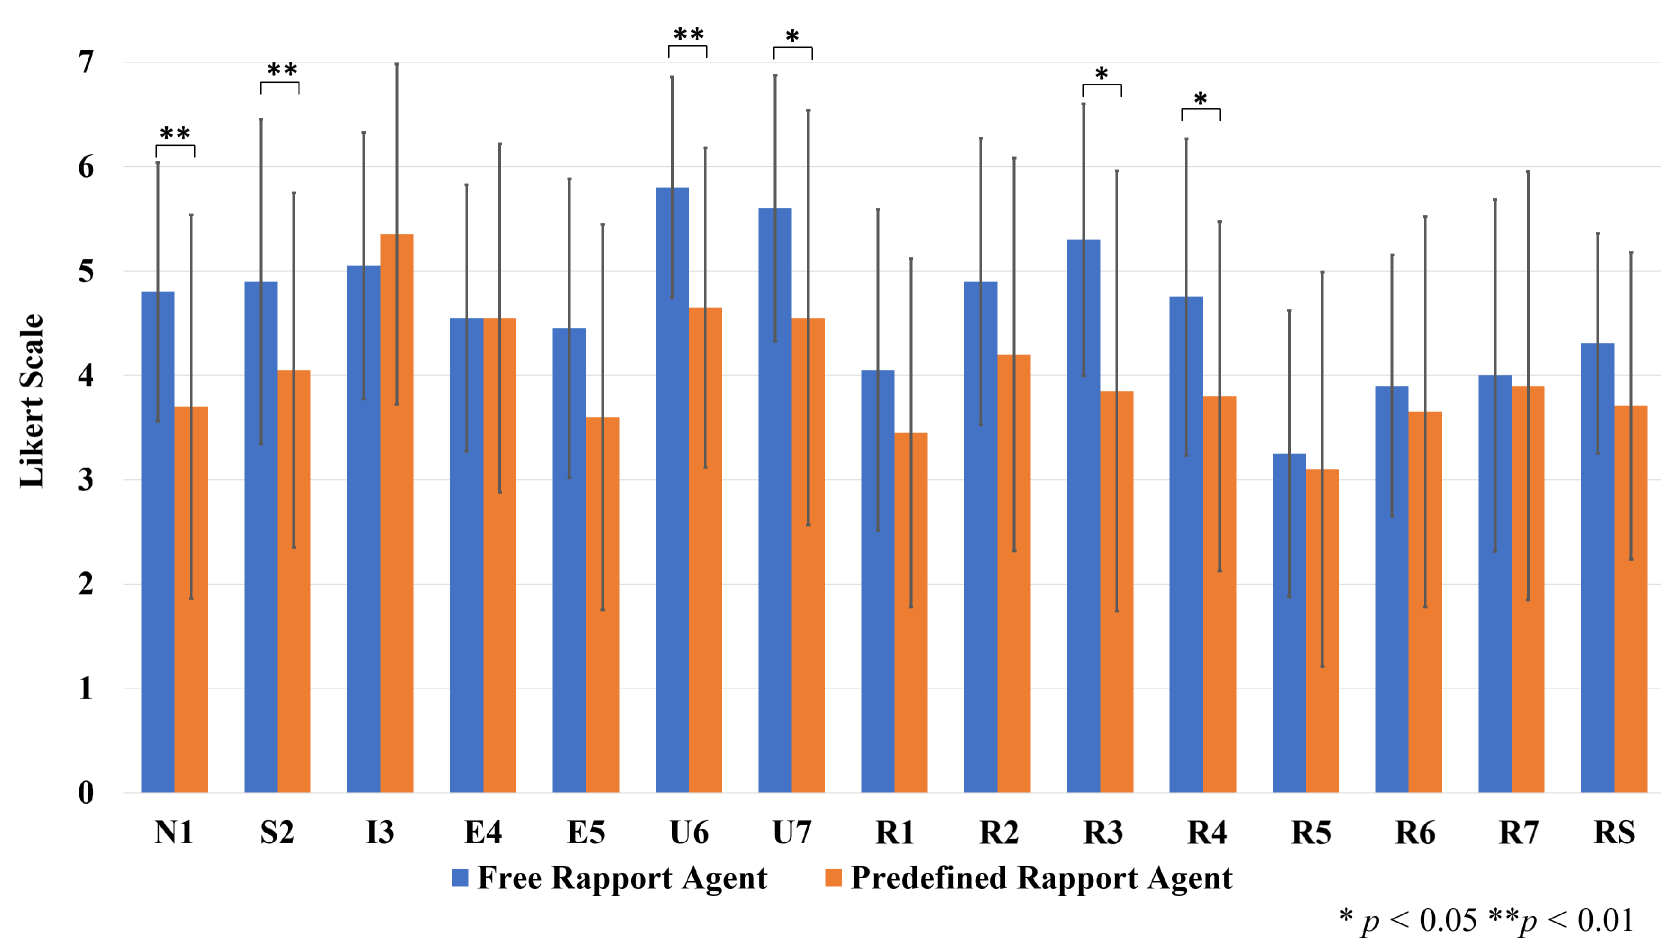 ** ** ** * * *
7
6
5
4
3
2
1
0
Likert Scale
N1 S2 I3 E4 E5 U6 U7 R1 R2 R3 R4 R5 R6 R7 RS
Free Rapport Agent Predefined Rapport Agent
* p < 0.05 **p < 0.01